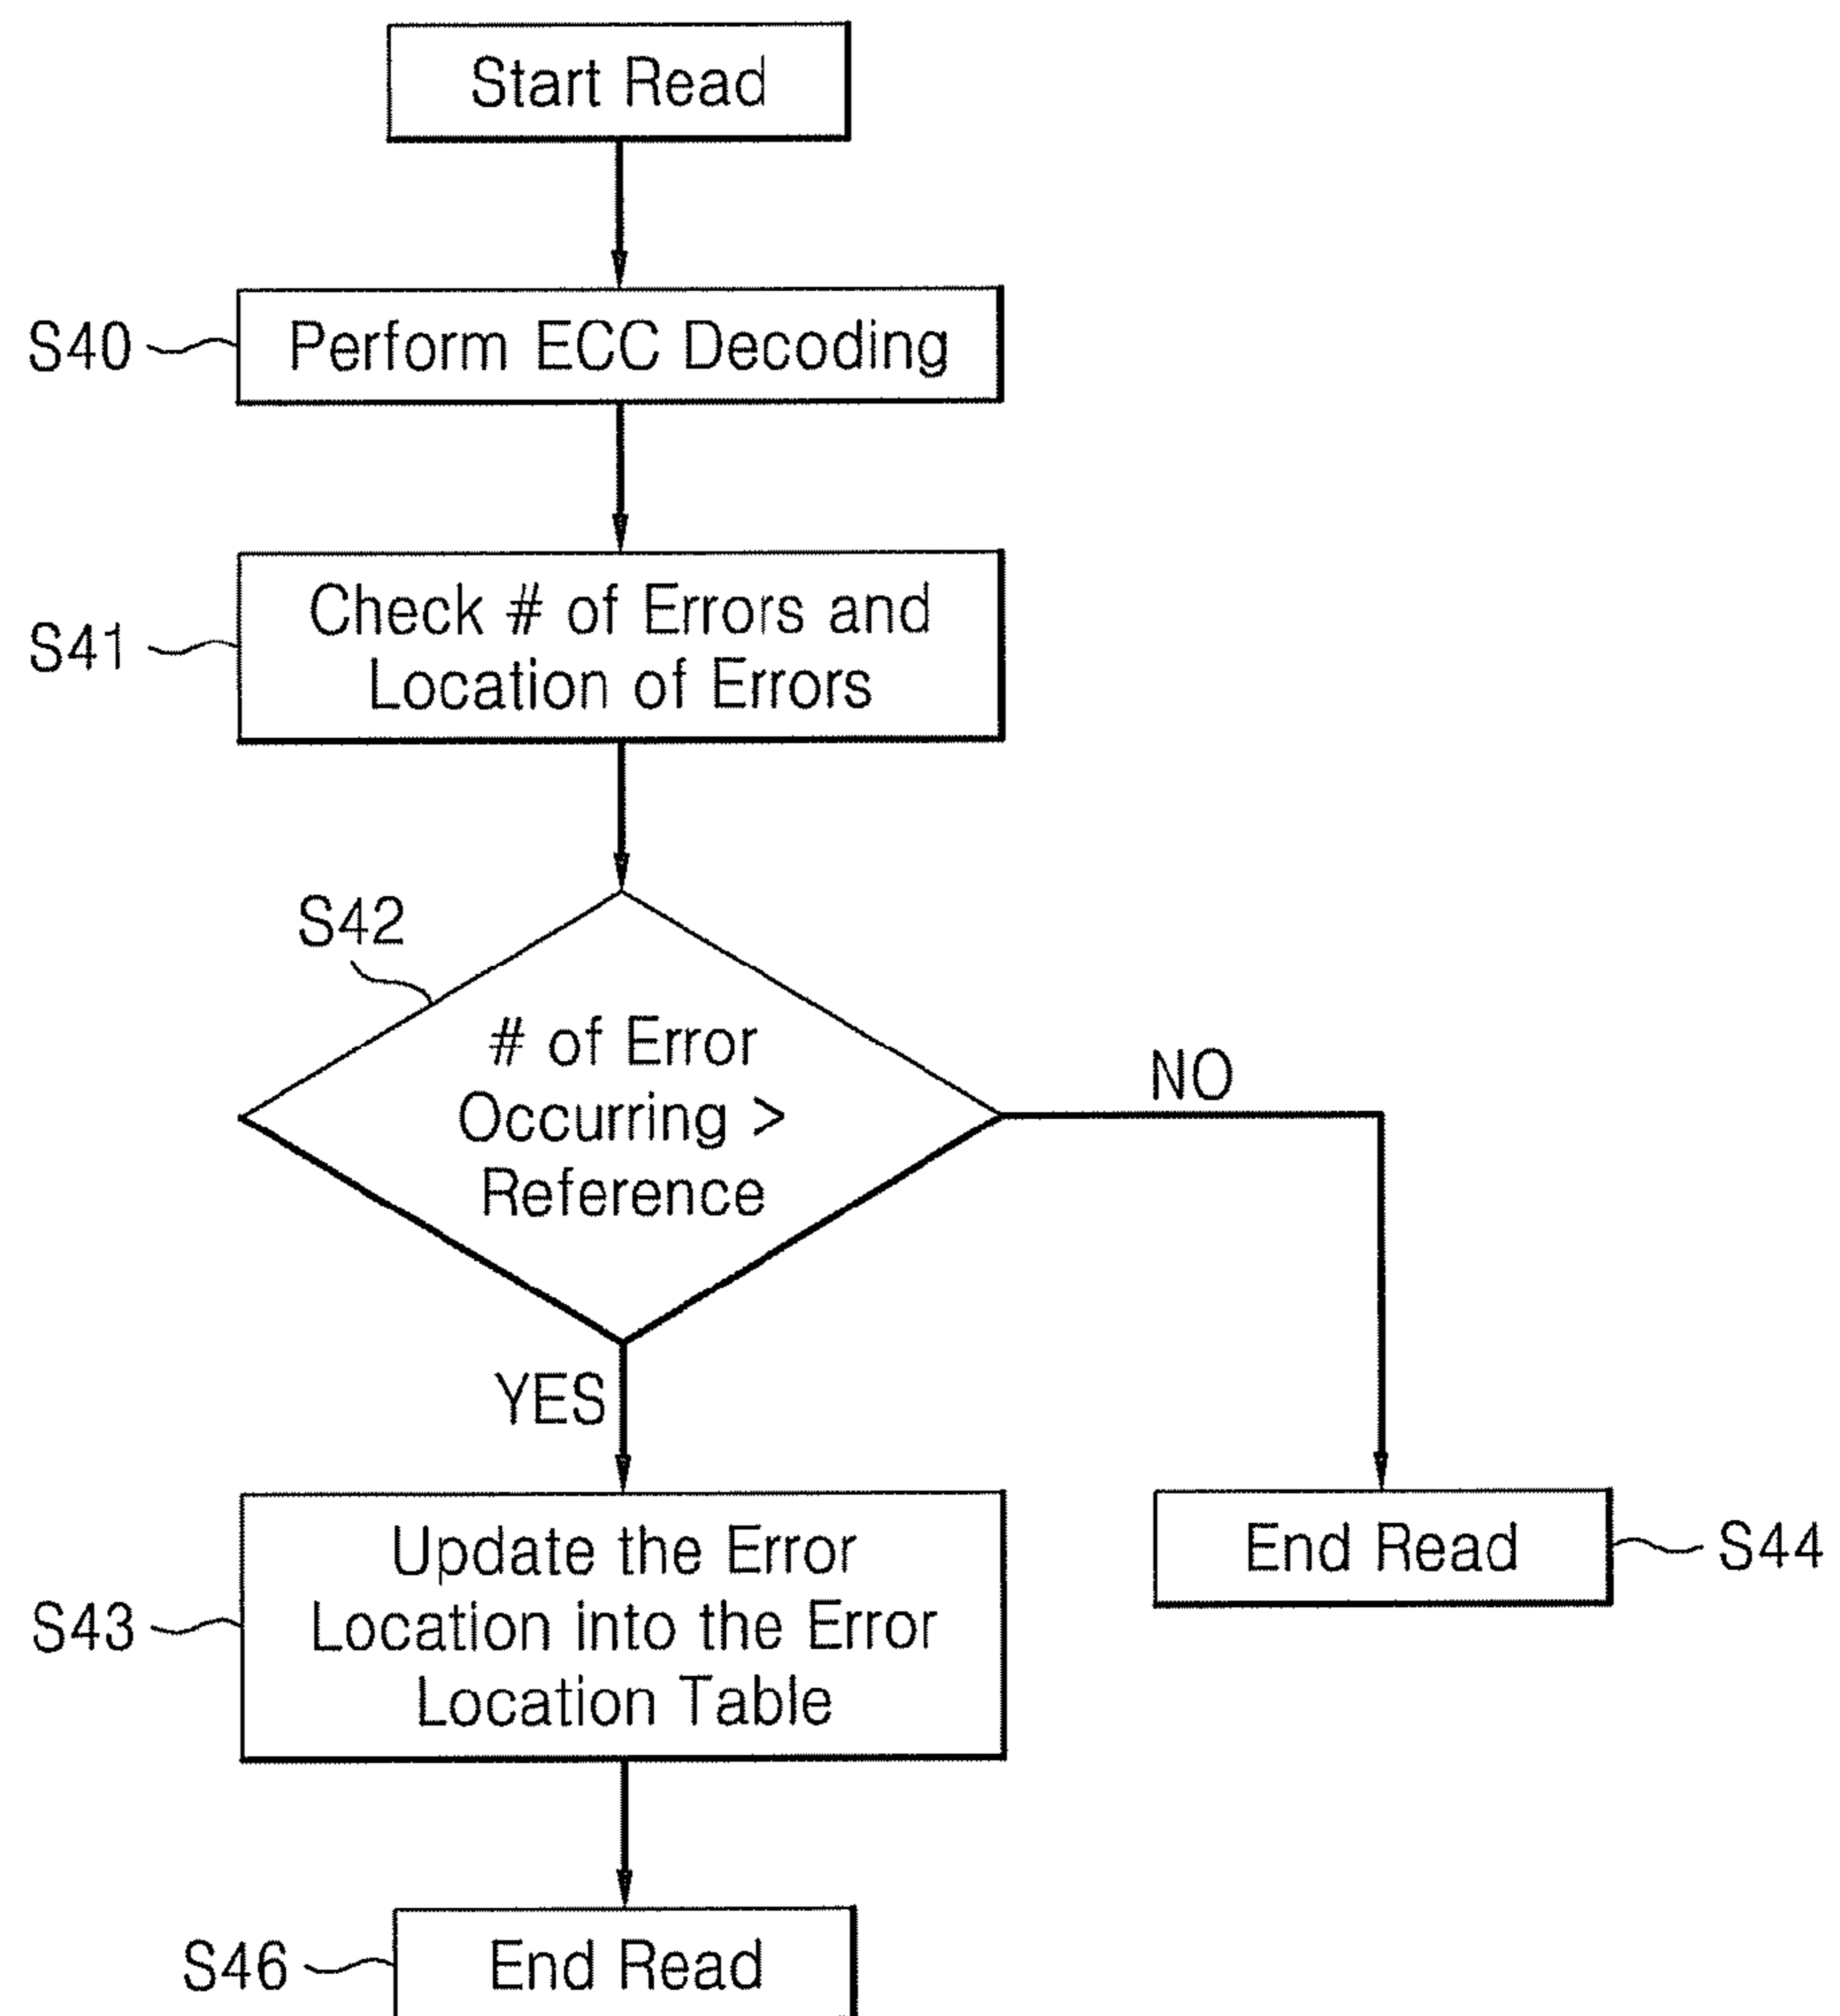 Start Read
S40
Perform ECC Decoding
S41
Check # of Errors and
Location of Errors
S42
# of Error
Occurring >
Reference
NO
YES
S43
Update the Error
Location into the Error
Location Table
End Read
S44
S46
End Read